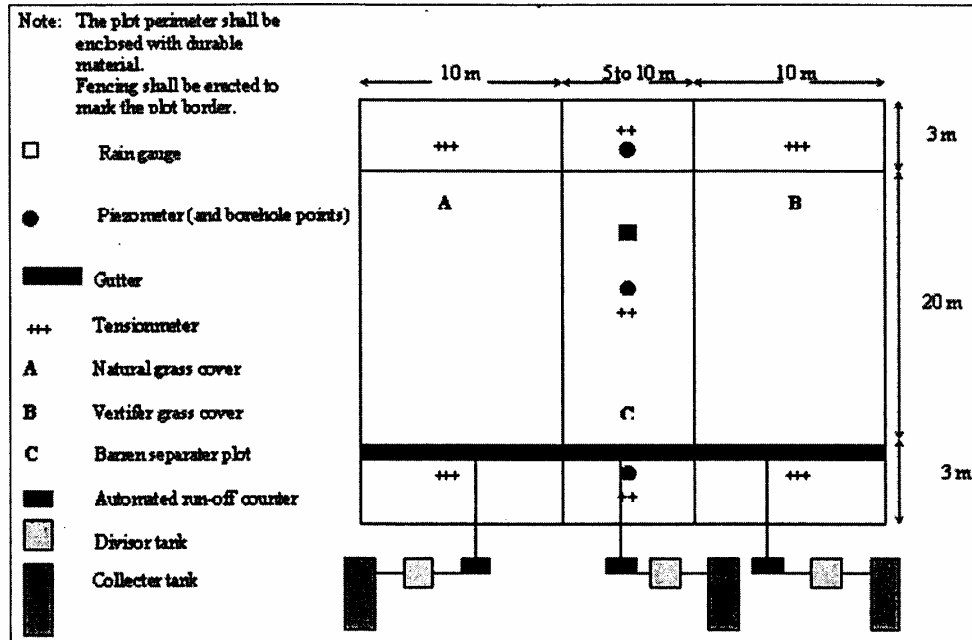 Note: The plot perimeter shall be
enclosed with durable
material.
Fencing shall be erected to
mark the plot border.
Rain gauge
Piezometer (and borehole points)
Gutter
+++ Tensionmeter
A Natural grass cover
B Vertifer grass cover
C Barren separater plot
Automated run-off counter
Divisor tank
Collecter tank
10 m 5 to 10 m 10 m
3 m
+++ ++ +++
A B
20 m
++
C
3 m
+++ ++ +++